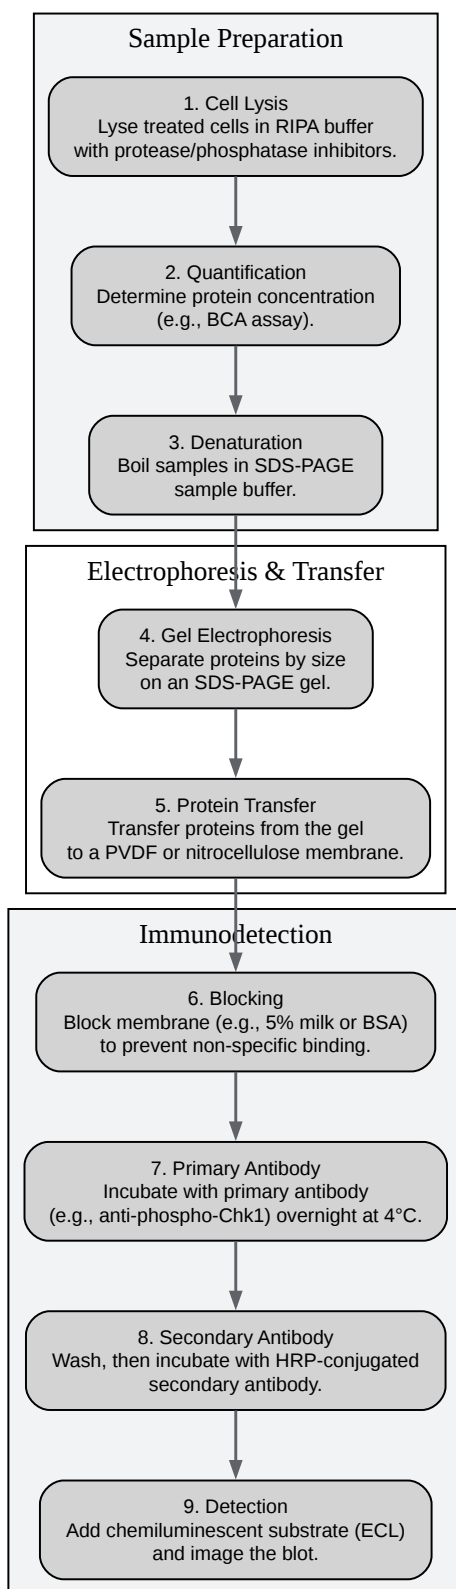 Sample Preparation
1. Cell Lysis
Lyse treated cells in RIPA buffer
with protease/phosphatase inhibitors.
2. Quantification
Determine protein concentration
(e.g., BCA assay).
3. Denaturation
Boil samples in SDS-PAGE
sample buffer.
Electrophoresis & Transfer
4. Gel Electrophoresis
Separate proteins by size
on an SDS-PAGE gel.
5. Protein Transfer
Transfer proteins from the gel
to a PVDF or nitrocellulose membrane.
Immunodetection
6. Blocking
Block membrane (e.g., 5% milk or BSA)
to prevent non-specific binding.
7. Primary Antibody
Incubate with primary antibody
(e.g., anti-phospho-Chk1) overnight at 4°C.
8. Secondary Antibody
Wash, then incubate with HRP-conjugated
secondary antibody.
9. Detection
Add chemiluminescent substrate (ECL)
and image the blot.